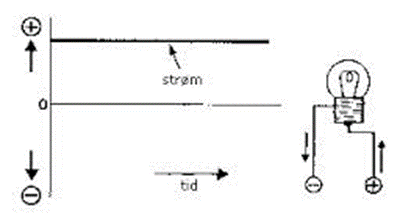 +
strøm
0
tid
−
− +